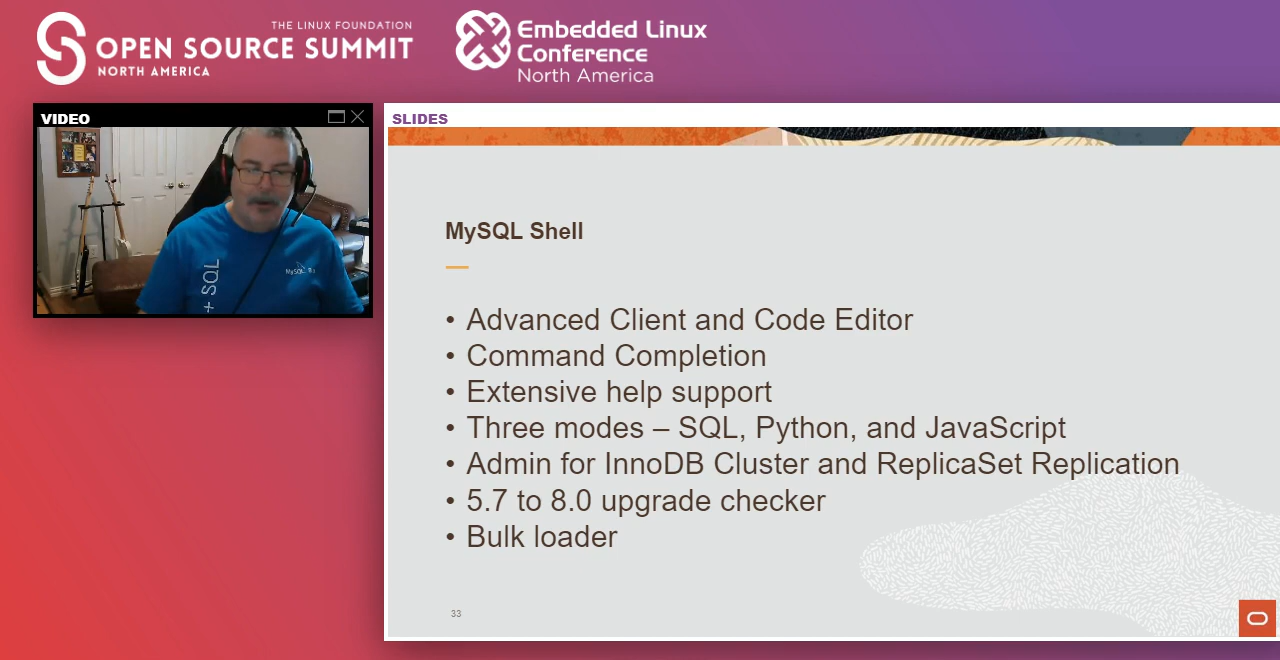 THE LINUX FOUNDATION
OPEN SOURCE SUMMIT
NORTH AMERICA
Embedded Linux
Conference
North America
VIDEO
+ SQL
MySQL
SLIDES
MySQL Shell
• Advanced Client and Code Editor
• Command Completion
• Extensive help support
• Three modes – SQL, Python, and JavaScript
• Admin for InnoDB Cluster and ReplicaSet Replication
• 5.7 to 8.0 upgrade checker
• Bulk loader
33